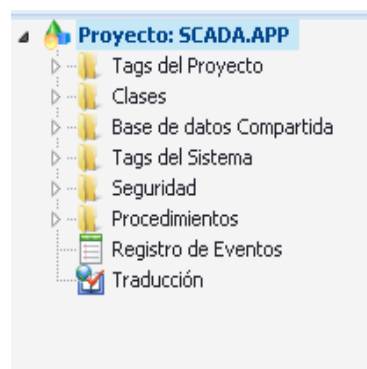 Proyecto: SCADA.APP
Tags del Proyecto
Clases
Base de datos Compartida
Tags del Sistema
Seguridad
Procedimientos
Registro de Eventos
Traducción